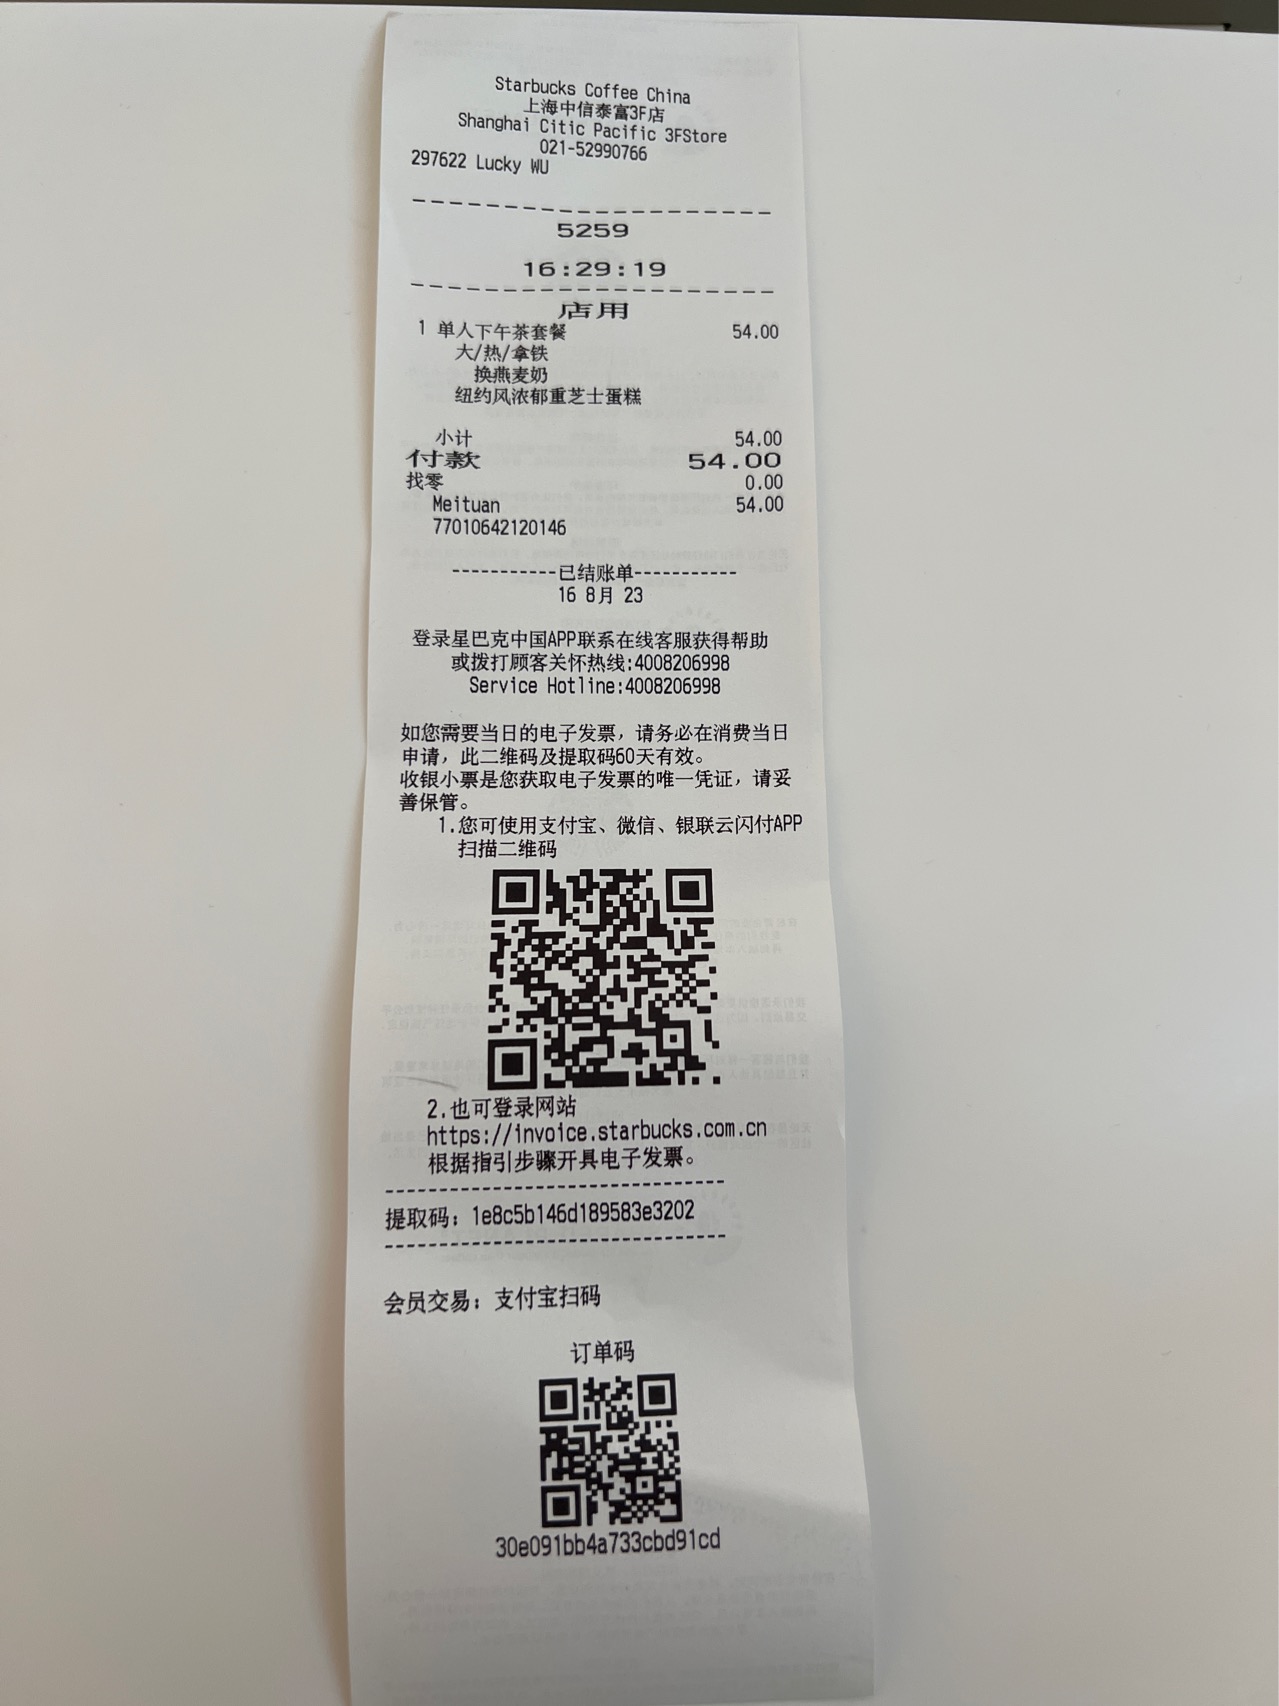 Starbucks Coffee China
上海中信泰富3F店
Shanghai Citic Pacific 3FStore
021-52990766
297622 Lucky WU
--------------------
5259
16:29:19
--------------------
店用
1 单人下午茶套餐 54.00
大/热/拿铁
换燕麦奶
纽约风浓郁重芝士蛋糕
小计 54.00
付款 54.00
找零 0.00
Meituan 54.00
77010642120146
-----------已结账单-----------
16 8月 23
登录星巴克中国APP联系在线客服获得帮助
或拨打顾客关怀热线:4008206998
Service Hotline:4008206998
如您需要当日的电子发票，请务必在消费当日
申请，此二维码及提取码60天有效。
收银小票是您获取电子发票的唯一凭证，请妥
善保管。
1.您可使用支付宝、微信、银联云闪付APP
扫描二维码
2.也可登录网站
https://invoice.starbucks.com.cn
根据指引步骤开具电子发票。
--------------------------------
提取码：1e8c5b146d189583e3202
--------------------------------
会员交易：支付宝扫码
订单码
30e091bb4a733cbd91cd